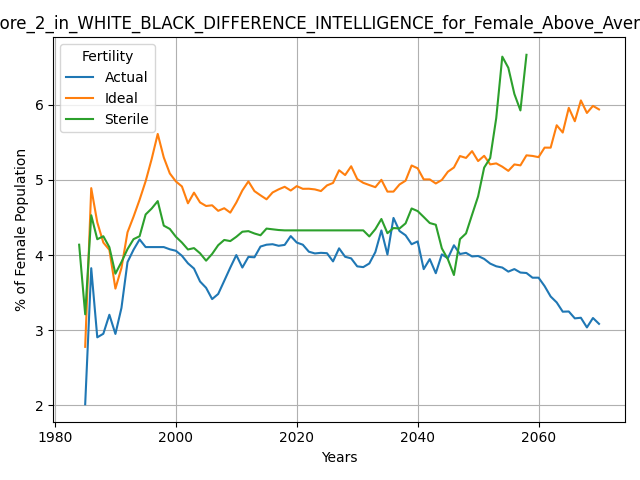 ore_2_in_WHITE_BLACK_DIFFERENCE_INTELLIGENCE_for_Female_Above_Aver
Fertility
Actual
Ideal
Sterile
% of Female Population
6
5
4
3
2
1980
2000
2020
2040
2060
Years